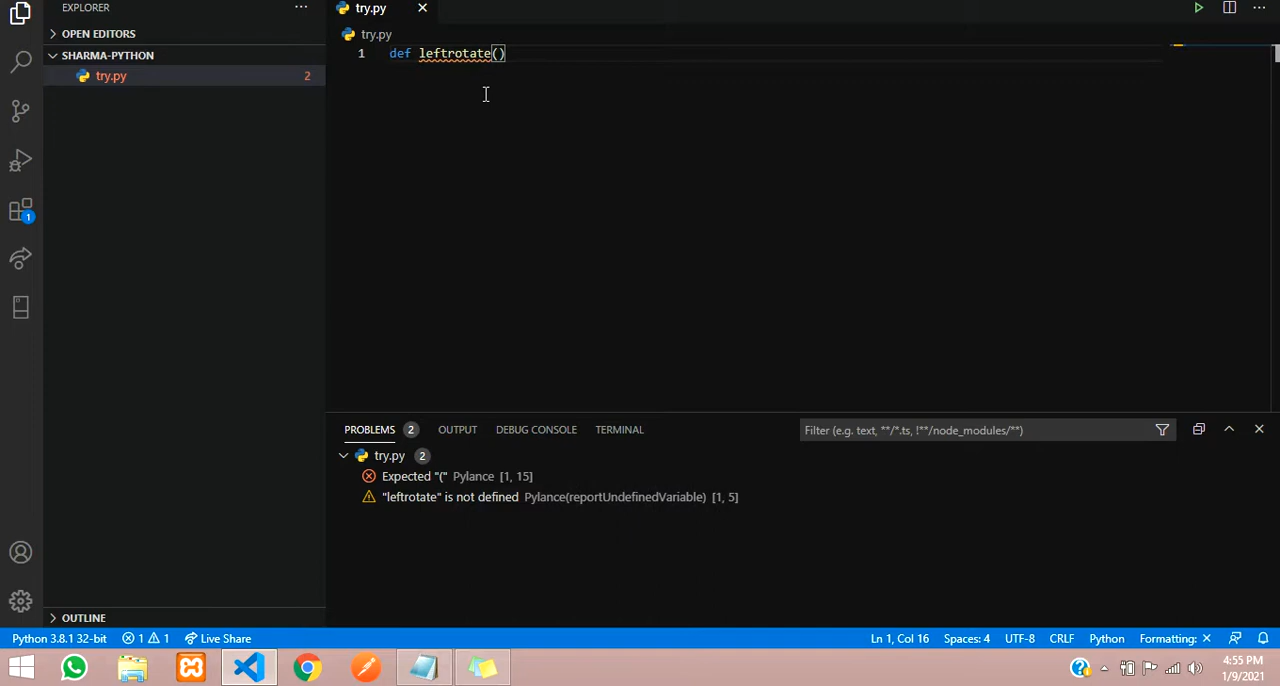 EXPLORER
try.py
OPEN EDITORS
try.py
SHARMA-PYTHON
1 def leftrotate()
try.py 2
1
PROBLEMS 2 OUTPUT DEBUG CONSOLE TERMINAL Filter (e.g. text, **/*.ts, !**/node_modules/**)
try.py 2
Expected "(" Pylance [1, 15]
"leftrotate" is not defined Pylance(reportUndefinedVariable) [1, 5]
OUTLINE
Python 3.8.1 32-bit 1 1 Live Share Ln 1, Col 16 Spaces: 4 UTF-8 CRLF Python Formatting: ×
4:55 PM
1/9/2021